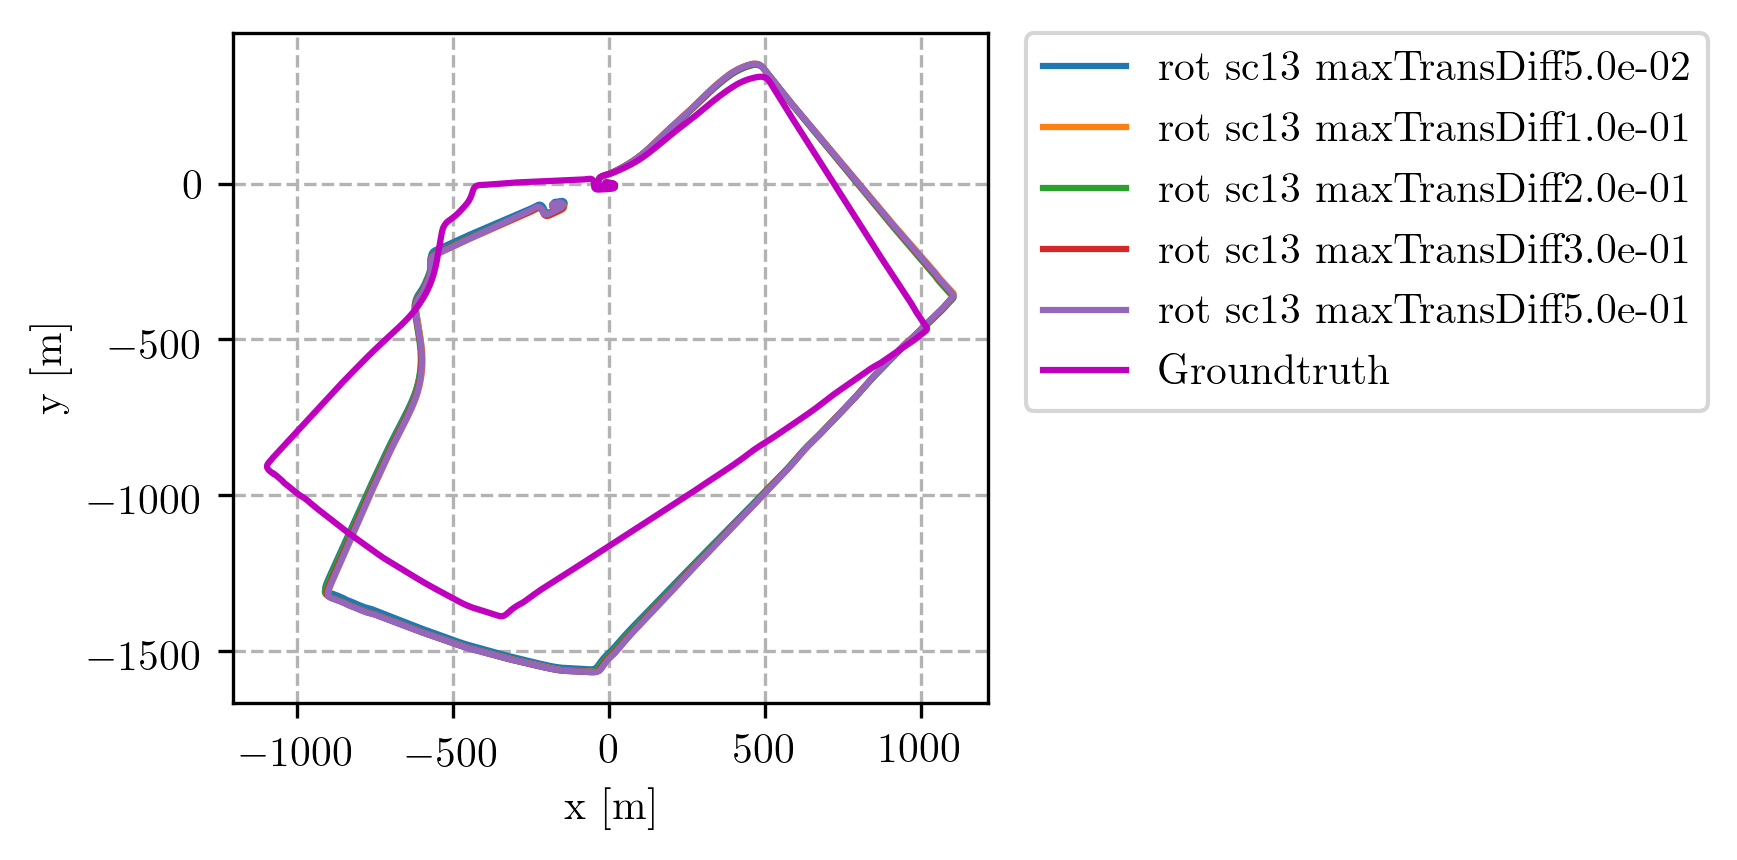 0
−500
−1000
−1500
y [m]
−1000
−500
0
500
1000
x [m]
rot sc13 maxTransDiff5.0e-02
rot sc13 maxTransDiff1.0e-01
rot sc13 maxTransDiff2.0e-01
rot sc13 maxTransDiff3.0e-01
rot sc13 maxTransDiff5.0e-01
Groundtruth